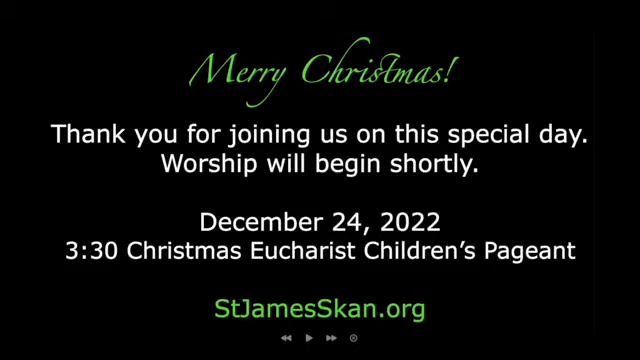 Merry Christmas!
Thank you for joining us on this special day.
Worship will begin shortly.
December 24, 2022
3:30 Christmas Eucharist Children's Pageant
StJamesSkan.org